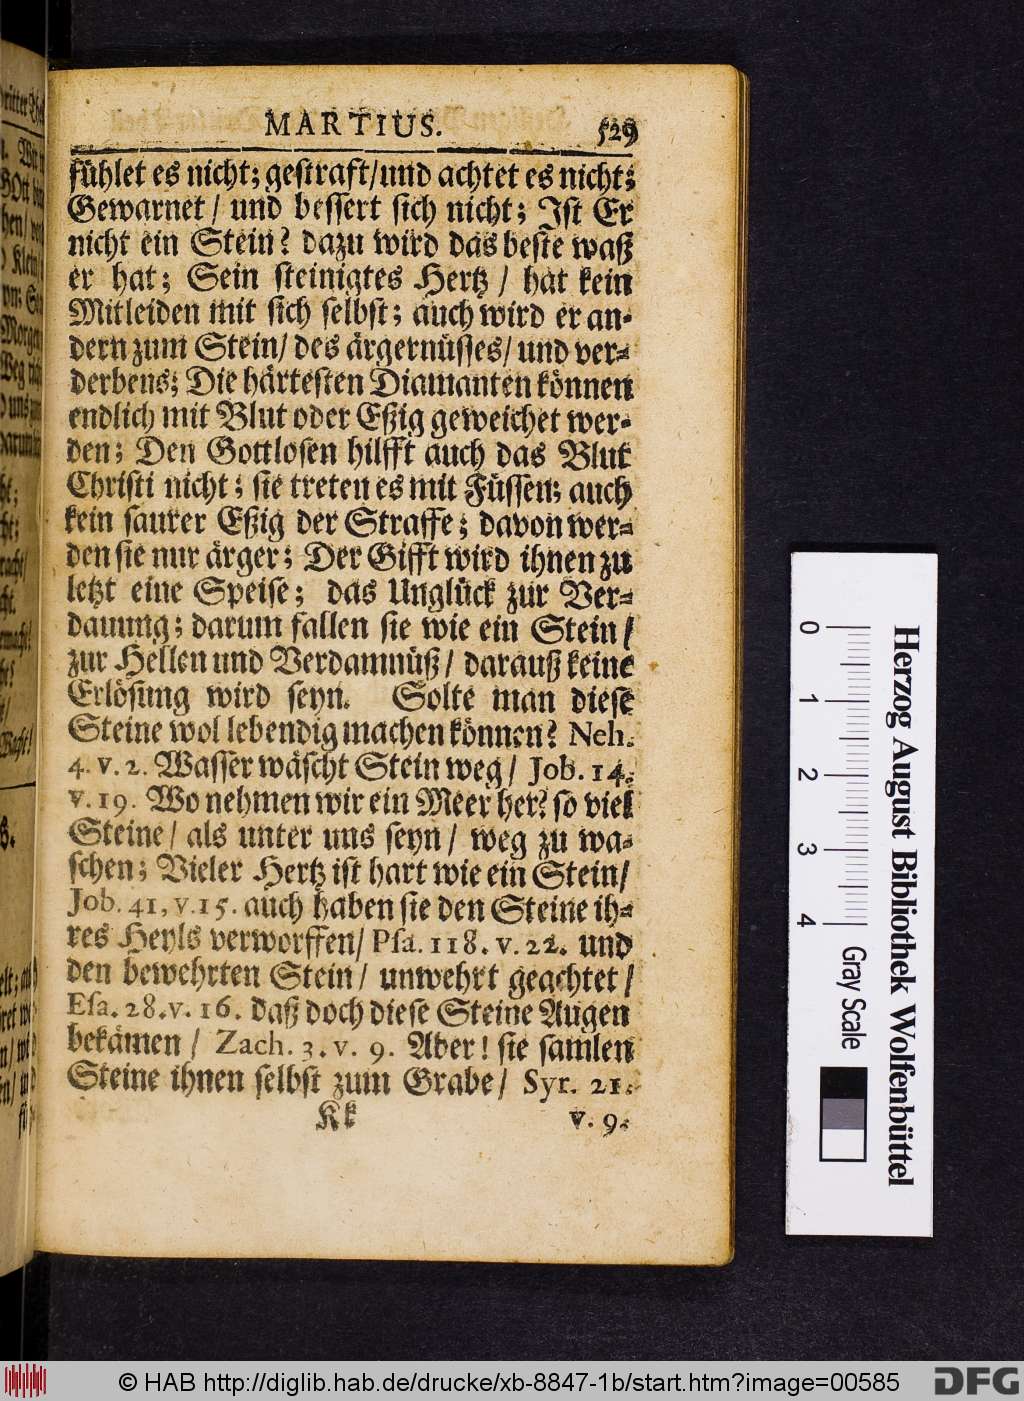 MARTIUS. 529
fühlet es nicht; gestraft/und achtet es nicht;
Gewarnet / und bessert sich nicht; Ist Er
nicht ein Stein? dazu wird das beste waß
er hat; Sein steinigtes Hertz / hat kein
Mitleiden mit sich selbst; auch wird er an-
dern zum Stein/ des ärgernüsses/ und ver-
derbens; Die härtesten Diamanten können
endlich mit Blut oder Eßig geweichet wer-
den; Den Gottlosen hilfft auch das Blut
Christi nicht; sie treten es mit Füssen; auch
kein saurer Eßig der Straffe; davon wer-
den sie nur ärger; Der Gifft wird ihnen zu
letzt eine Speise; das Unglück zur Ver-
dauung; darum fallen sie wie ein Stein/
zur Hellen und Verdamnüß/ darauß keine
Erlösung wird seyn. Solte man diese
Steine wol lebendig machen können? Neh.
4. v. 2. Wasser wäscht Stein weg/ Job. 14.
v. 19. Wo nehmen wir ein Meer her? so viel
Steine/ als unter uns seyn/ weg zu wa-
schen; Vieler Hertz ist hart wie ein Stein/
Job. 41, v. 15. auch haben sie den Steine ih-
res Heyls verworffen/ Psa. 118. v. 22. und
den bewehrten Stein/ unwehrt geachtet/
Esa. 28. v. 16. daß doch diese Steine Augen
bekämen/ Zach. 3. v. 9. Aber! sie samlen
Steine ihnen selbst zum Grabe/ Syr. 21.
Kk v. 9.
0 1 2 3 4
Gray Scale
Herzog August Bibliothek Wolfenbüttel
© HAB http://diglib.hab.de/drucke/xb-8847-1b/start.htm?image=00585
DFG